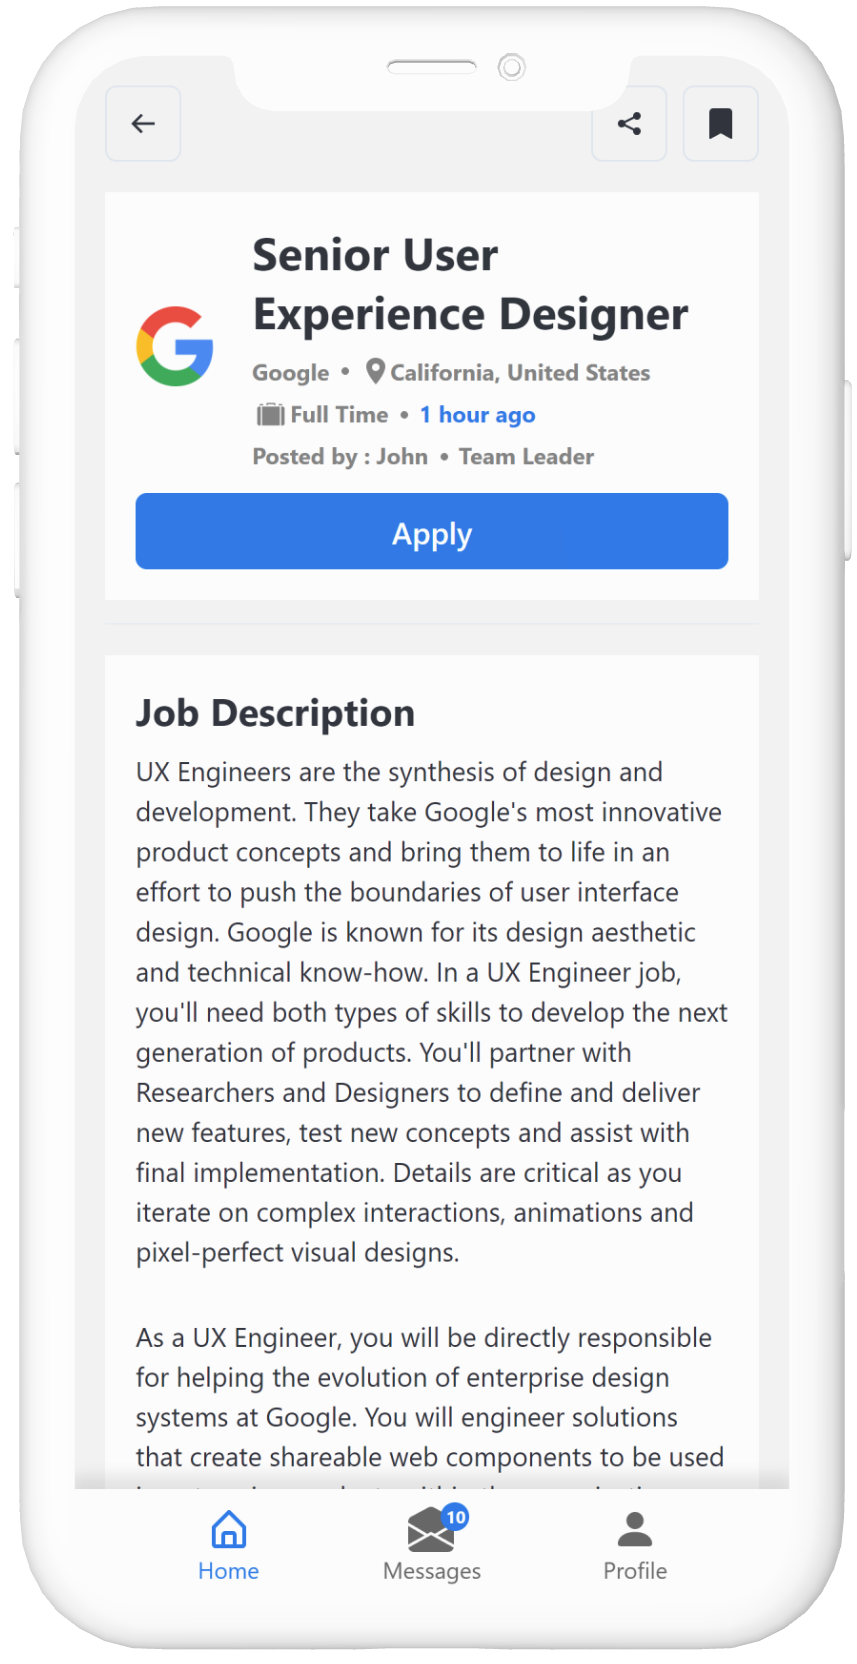 Senior User
Experience Designer
Google • California, United States
Full Time • 1 hour ago
Posted by : John • Team Leader
Apply
Job Description
UX Engineers are the synthesis of design and
development. They take Google's most innovative
product concepts and bring them to life in an
effort to push the boundaries of user interface
design. Google is known for its design aesthetic
and technical know-how. In a UX Engineer job,
you'll need both types of skills to develop the next
generation of products. You'll partner with
Researchers and Designers to define and deliver
new features, test new concepts and assist with
final implementation. Details are critical as you
iterate on complex interactions, animations and
pixel-perfect visual designs.
As a UX Engineer, you will be directly responsible
for helping the evolution of enterprise design
systems at Google. You will engineer solutions
that create shareable web components to be used
10
Home Messages Profile